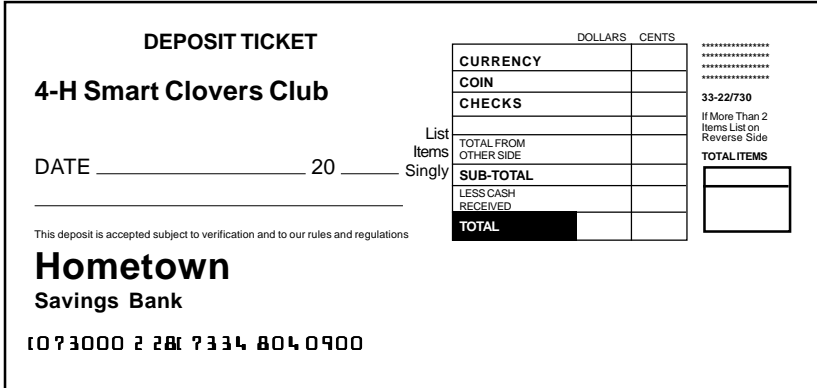 DEPOSIT TICKET
4-H Smart Clovers Club
DATE 20
This deposit is accepted subject to verification and to our rules and regulations
Hometown
Savings Bank
073000 2 28 7334 804 0900
List
Items
Singly
DOLLARS CENTS
CURRENCY
COIN
CHECKS
TOTAL FROM
OTHER SIDE
SUB-TOTAL
LESS CASH
RECEIVED
TOTAL
****************
****************
****************
****************
33-22/730
If More Than 2
Items List on
Reverse Side
TOTAL ITEMS